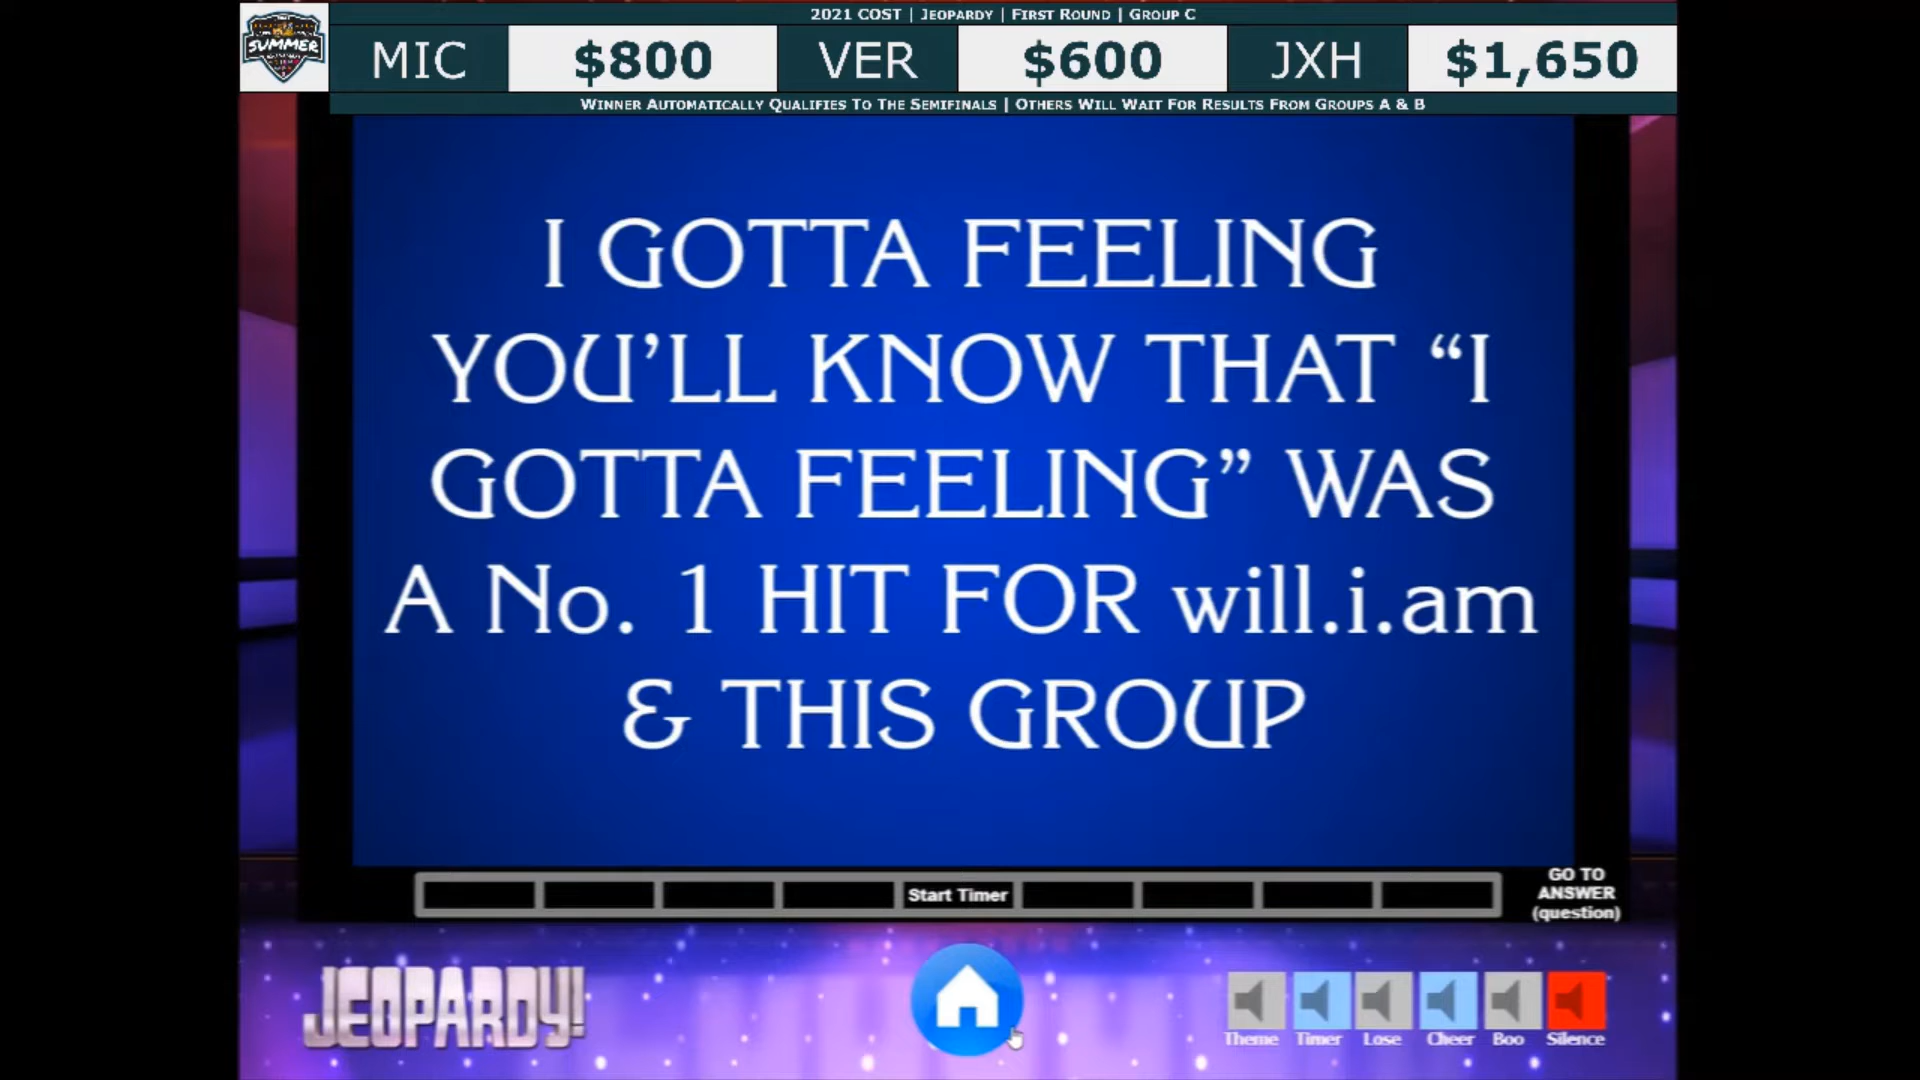 2021 COST | JEOPARDY | FIRST ROUND | GROUP C
SUMMER
MIC $800 VER $600 JXH $1,650
WINNER AUTOMATICALLY QUALIFIES TO THE SEMIFINALS | OTHERS WILL WAIT FOR RESULTS FROM GROUPS A & B
I GOTTA FEELING
YOU'LL KNOW THAT “I
GOTTA FEELING” WAS
A No. 1 HIT FOR will.i.am
& THIS GROUP
Start Timer
GO TO
ANSWER
(question)
JEOPARDY!
Theme Timer Lose Cheer Boo Silence